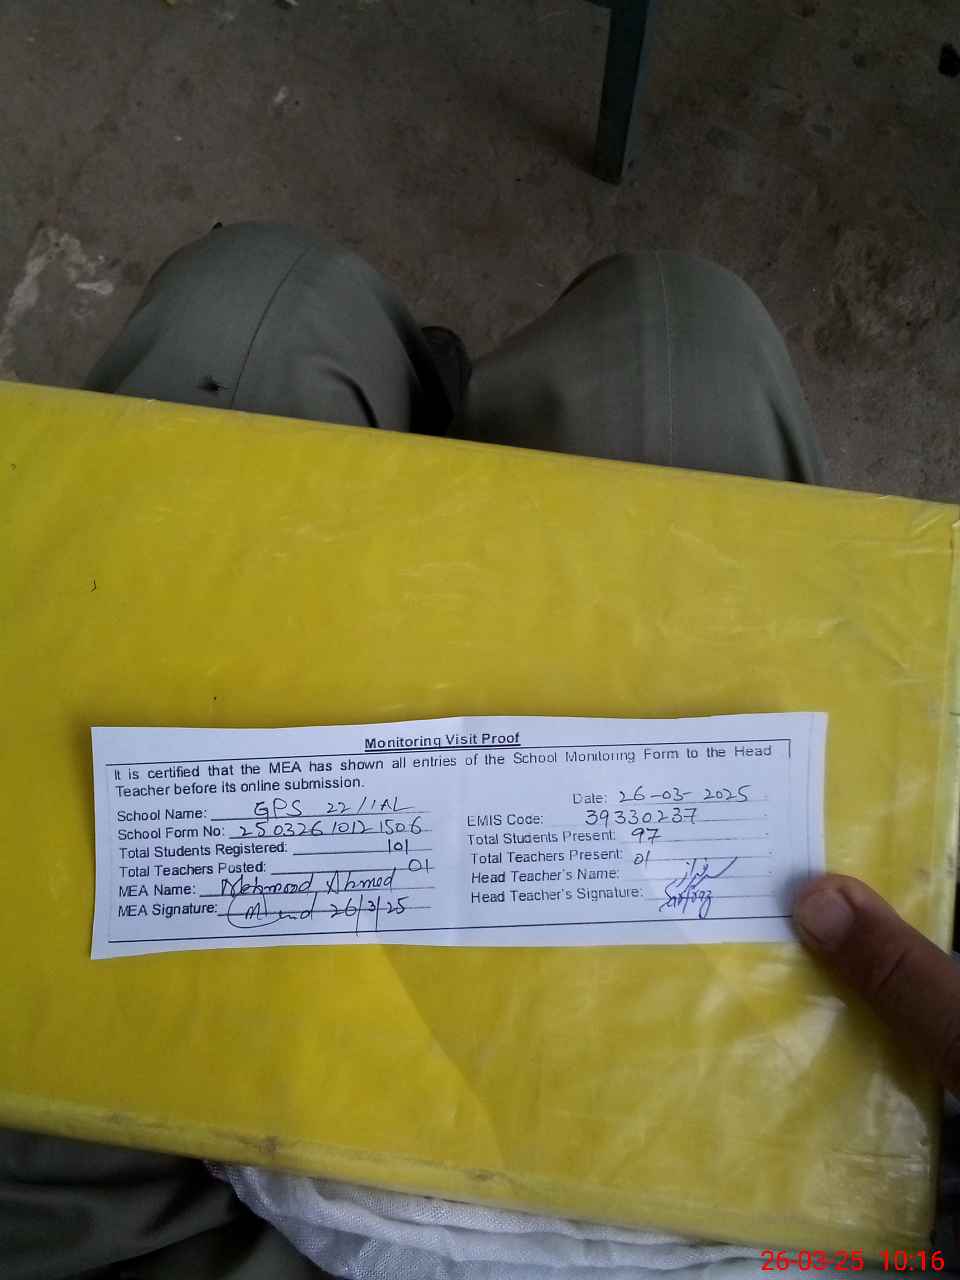 Monitoring Visit Proof
It is certified that the MEA has shown all entries of the School Monitoring Form to the Head
Teacher before its online submission.
Date: 26-03-2025
School Name: GPS 22/1AL
EMIS Code: 39330237
School Form No: 25032610121506
Total Students Present: 97
Total Students Registered: 101
Total Teachers Present: 01
Total Teachers Posted: 01
Head Teacher's Name: سرفراز
MEA Name: Mehmood Ahmed
Head Teacher's Signature: Sarfraz
MEA Signature: 26/3/25
26-03-25 10:16